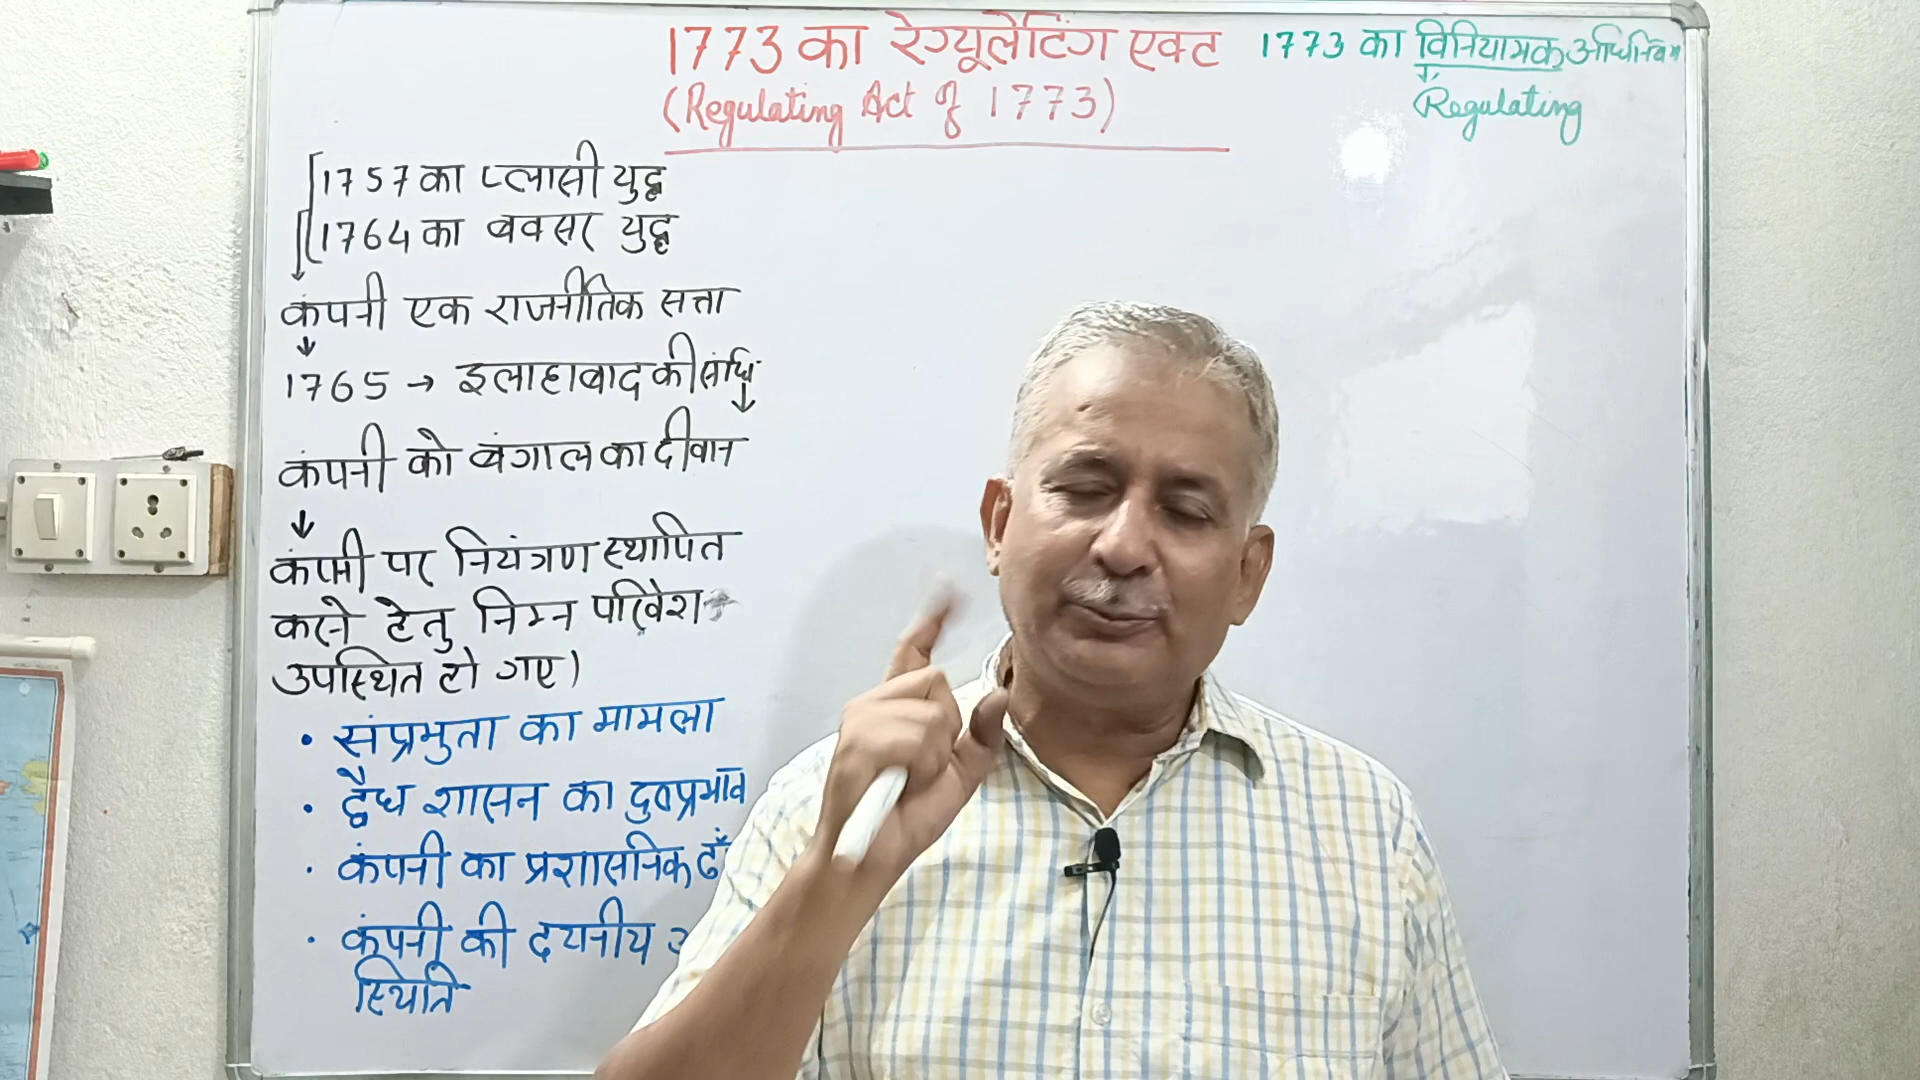 1773 का रेग्यूलेटिंग एक्ट
(Regulating Act of 1773)
1773 का विनियामक अधिनियम
Regulating
1757 का प्लासी युद्ध
1764 का बक्सर युद्ध
कंपनी एक राजनीतिक सत्ता
1765 → इलाहाबाद की संधि
कंपनी को बंगाल का दीवान
कंपनी पर नियंत्रण स्थापित
करने हेतु निम्न परिवेश
उपस्थित हो गए)
• संप्रभुता का मामला
• द्वैध शासन का दुष्प्रभाव
• कंपनी का प्रशासनिक
• कंपनी की दयनीय
स्थिति